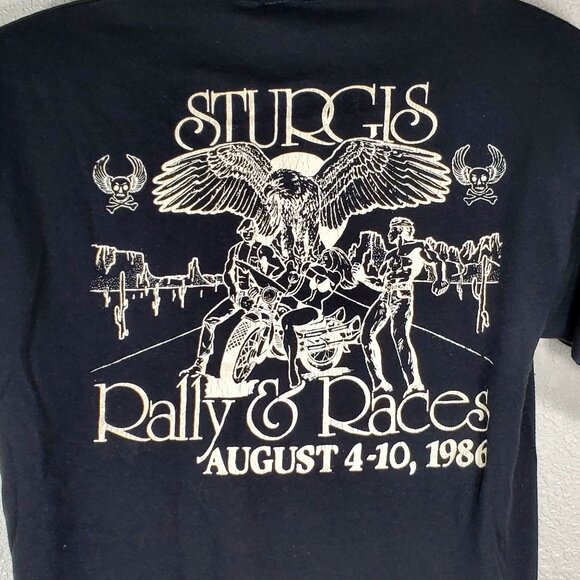 STURGIS
Rally & Races
AUGUST 4-10, 1986